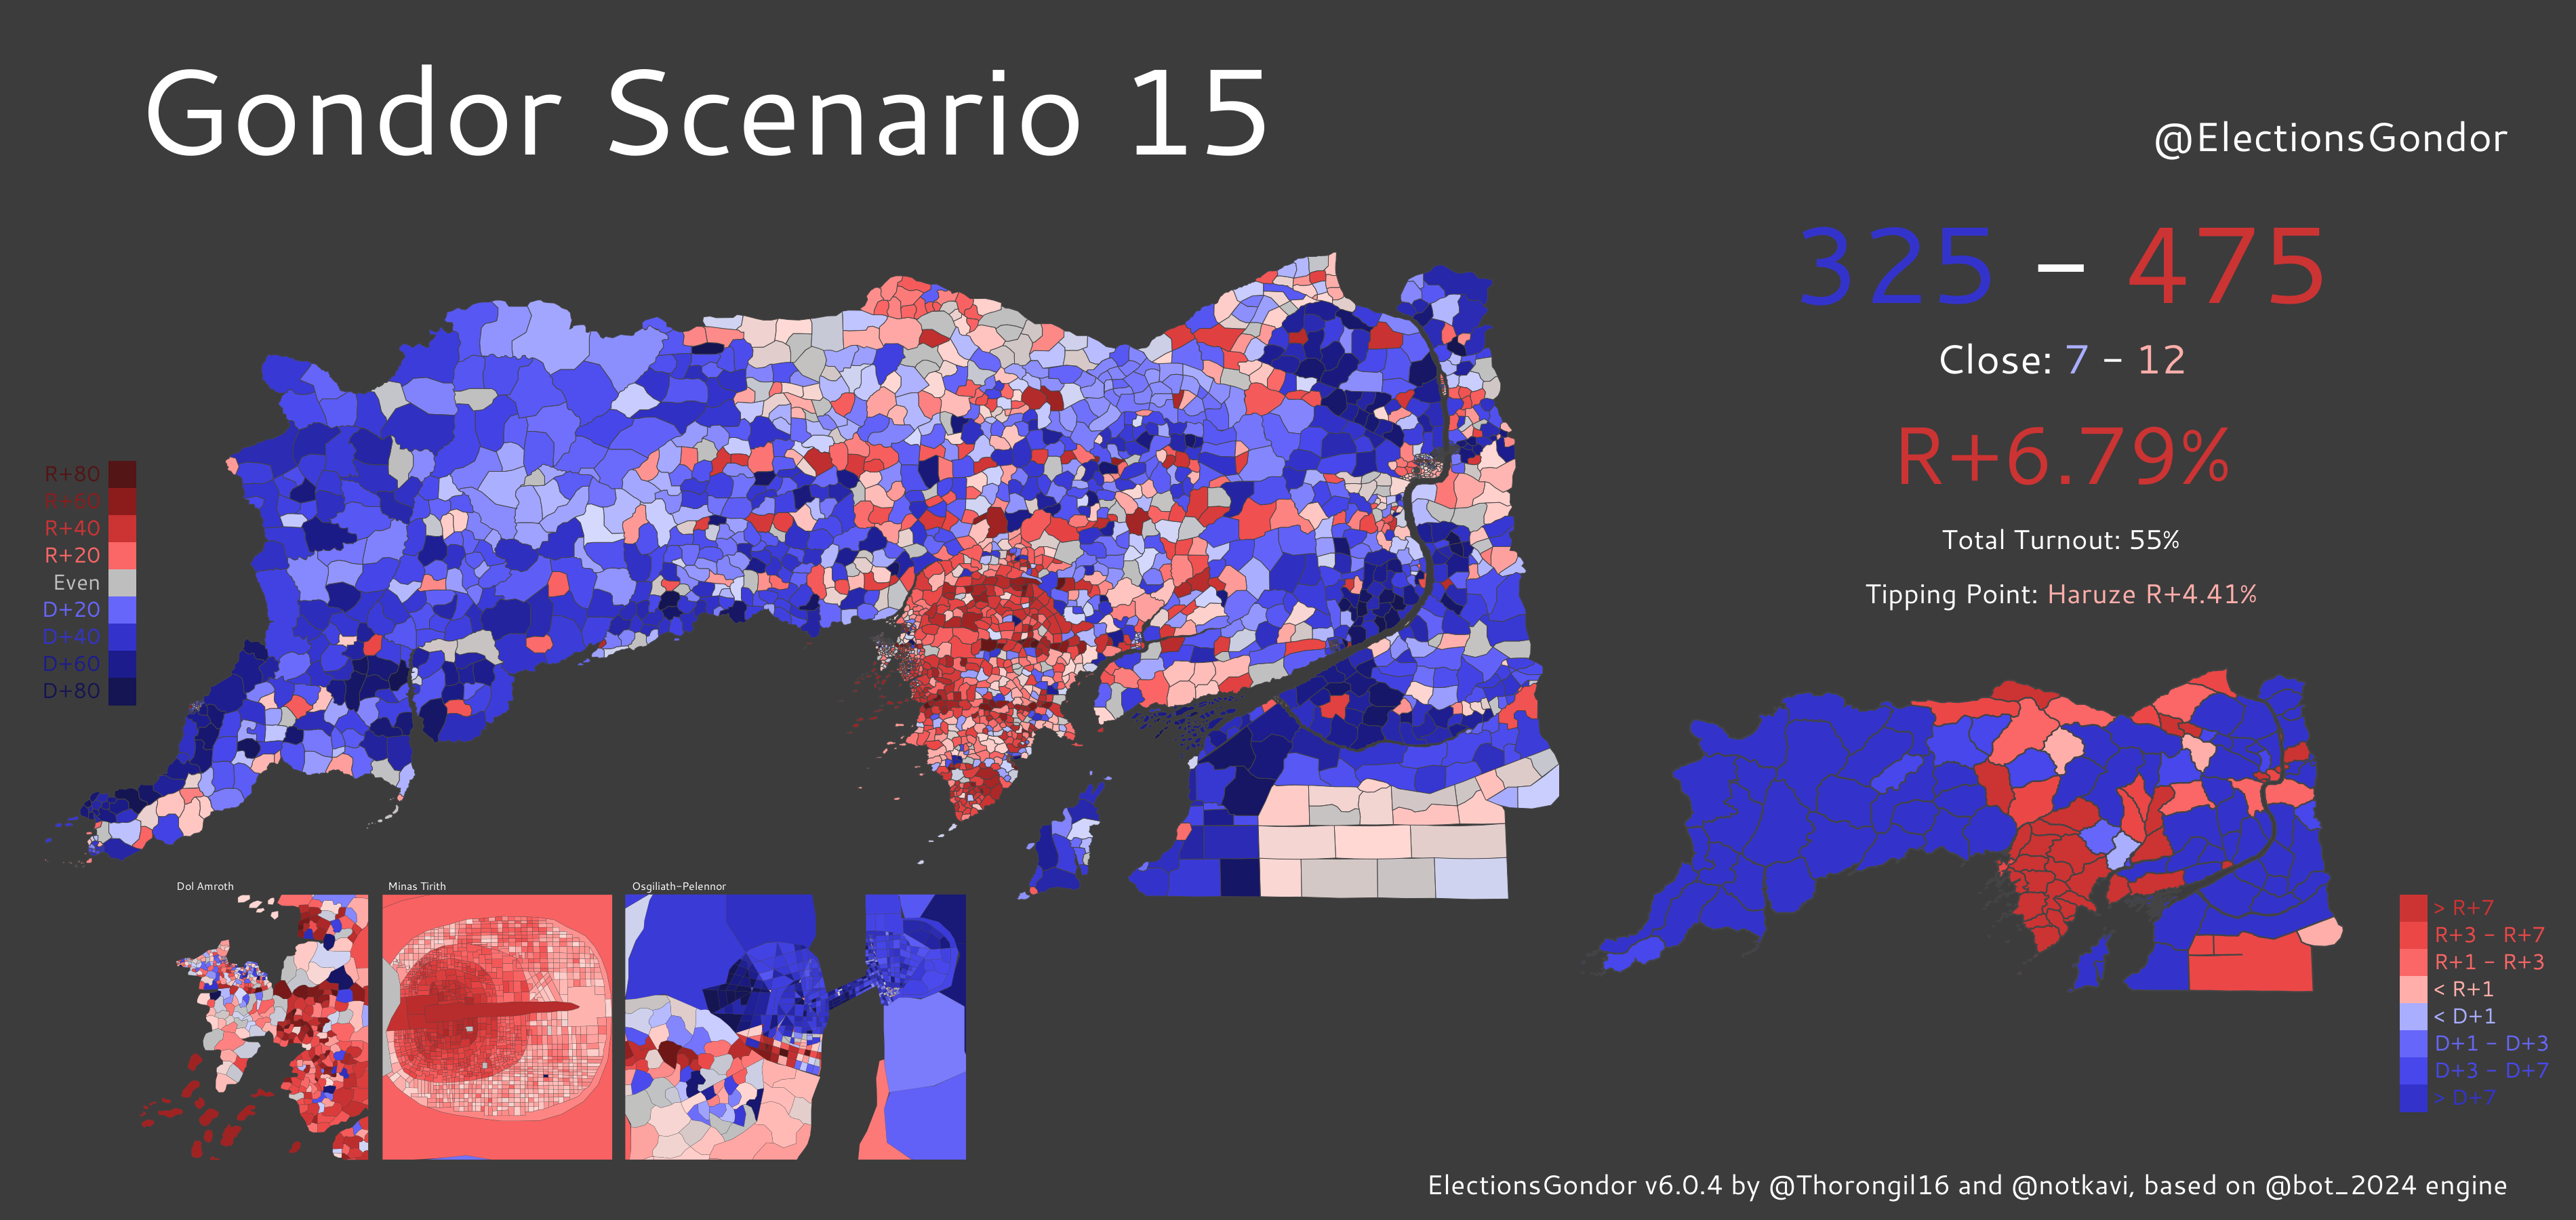 Gondor Scenario 15
@ElectionsGondor
325 – 475
Close: 7 - 12
R+6.79%
Total Turnout: 55%
Tipping Point: Haruze R+4.41%
R+80
R+60
R+40
R+20
Even
D+20
D+40
D+60
D+80
Dol Amroth
Minas Tirith
Osgiliath-Pelennor
> R+7
R+3 - R+7
R+1 - R+3
< R+1
< D+1
D+1 - D+3
D+3 - D+7
> D+7
ElectionsGondor v6.0.4 by @Thorongil16 and @notkavi, based on @bot_2024 engine